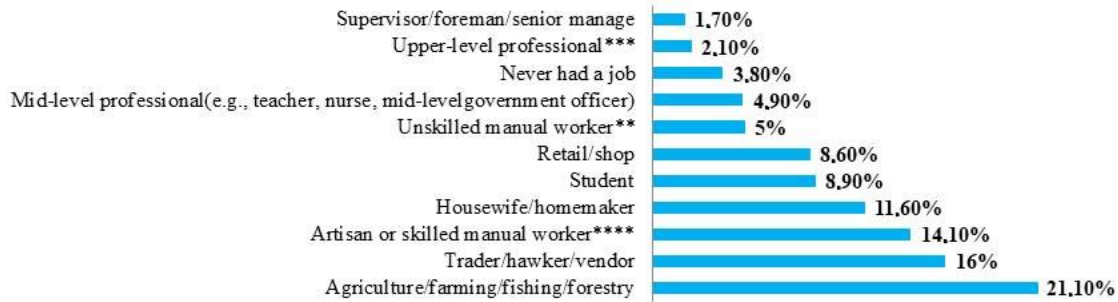 Supervisor/foreman/senior manage 1.70%
Upper-level professional*** 2.10%
Never had a job 3.80%
Mid-level professional(e.g., teacher, nurse, mid-levelgovernment officer) 4.90%
Unskilled manual worker** 5%
Retail/shop 8.60%
Student 8.90%
Housewife/homemaker 11.60%
Artisan or skilled manual worker**** 14.10%
Trader/hawker/vendor 16%
Agriculture/farming/fishing/forestry 21.10%